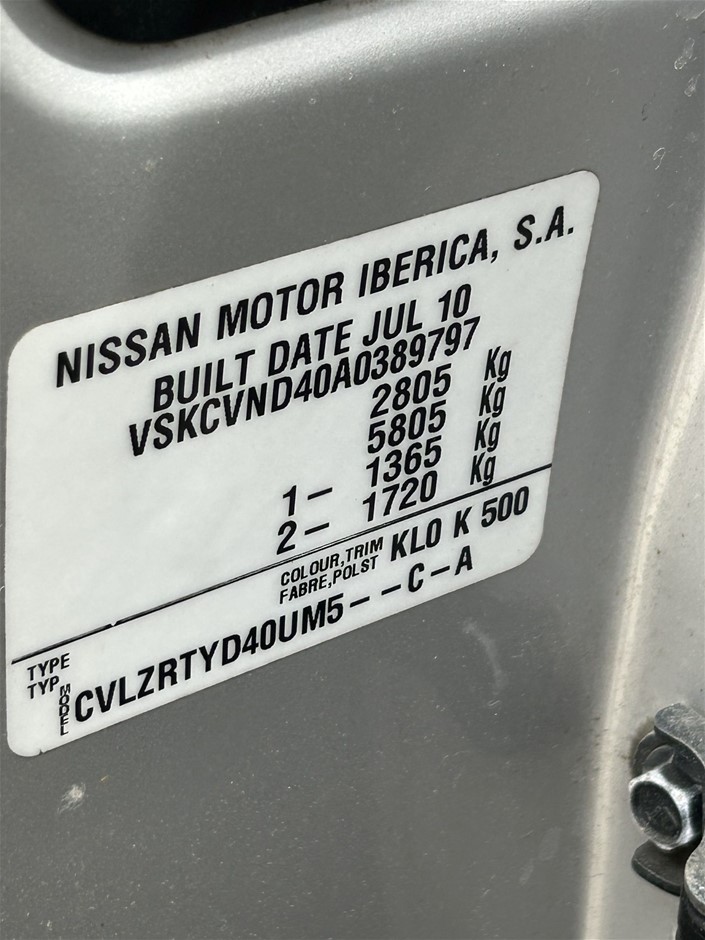 NISSAN MOTOR IBERICA, S.A.
BUILT DATE JUL 10
VSKCVND40A0389797
2805 Kg
5805 Kg
1- 1365 Kg
2- 1720 Kg
COLOUR,TRIM
FABRE,POLST KL0 K 500
TYPE
TYP
MODEL CVLZRTYD40UM5--C-A